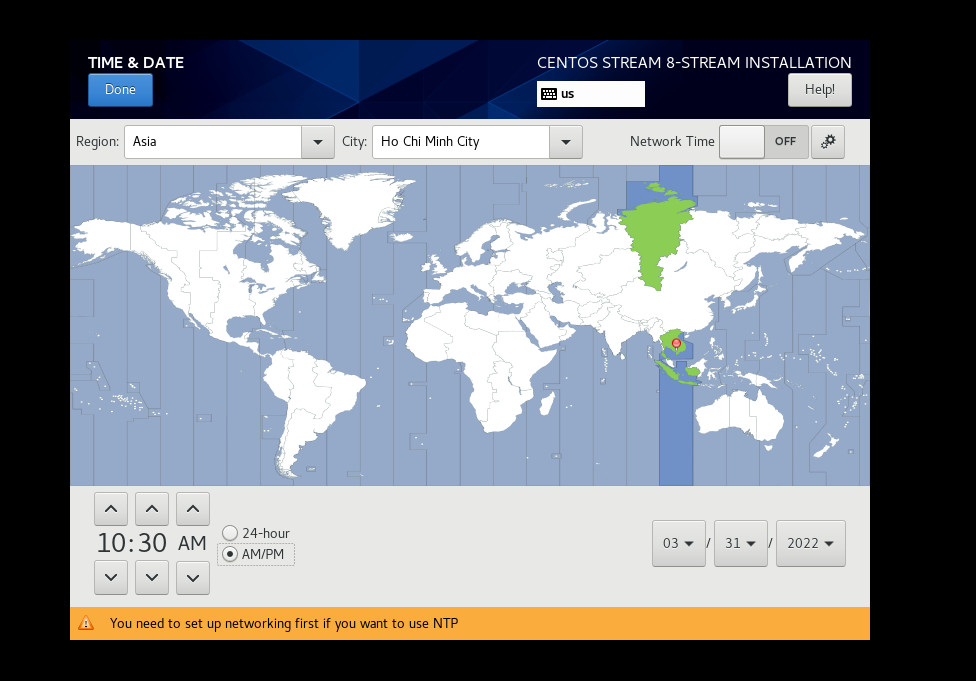 TIME & DATE
CENTOS STREAM 8-STREAM INSTALLATION
Done
us
Help!
Region: Asia City: Ho Chi Minh City Network Time OFF
10:30 AM
24-hour
AM/PM
03 / 31 / 2022
You need to set up networking first if you want to use NTP